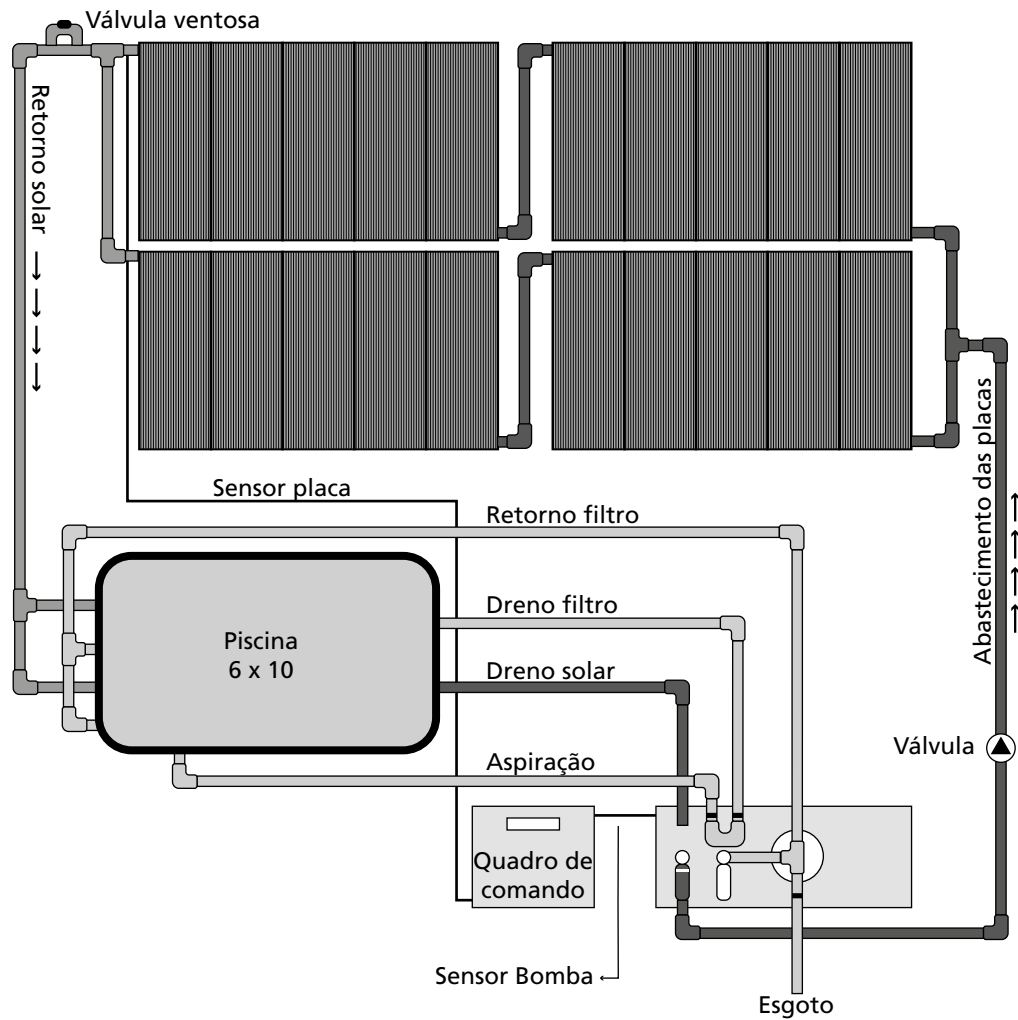 Válvula ventosa
Retorno solar
Sensor placa
Retorno filtro
Abastecimento das placas
Dreno filtro
Piscina
6 x 10
Dreno solar
Válvula
Aspiração
Quadro de
comando
Sensor Bomba
Esgoto